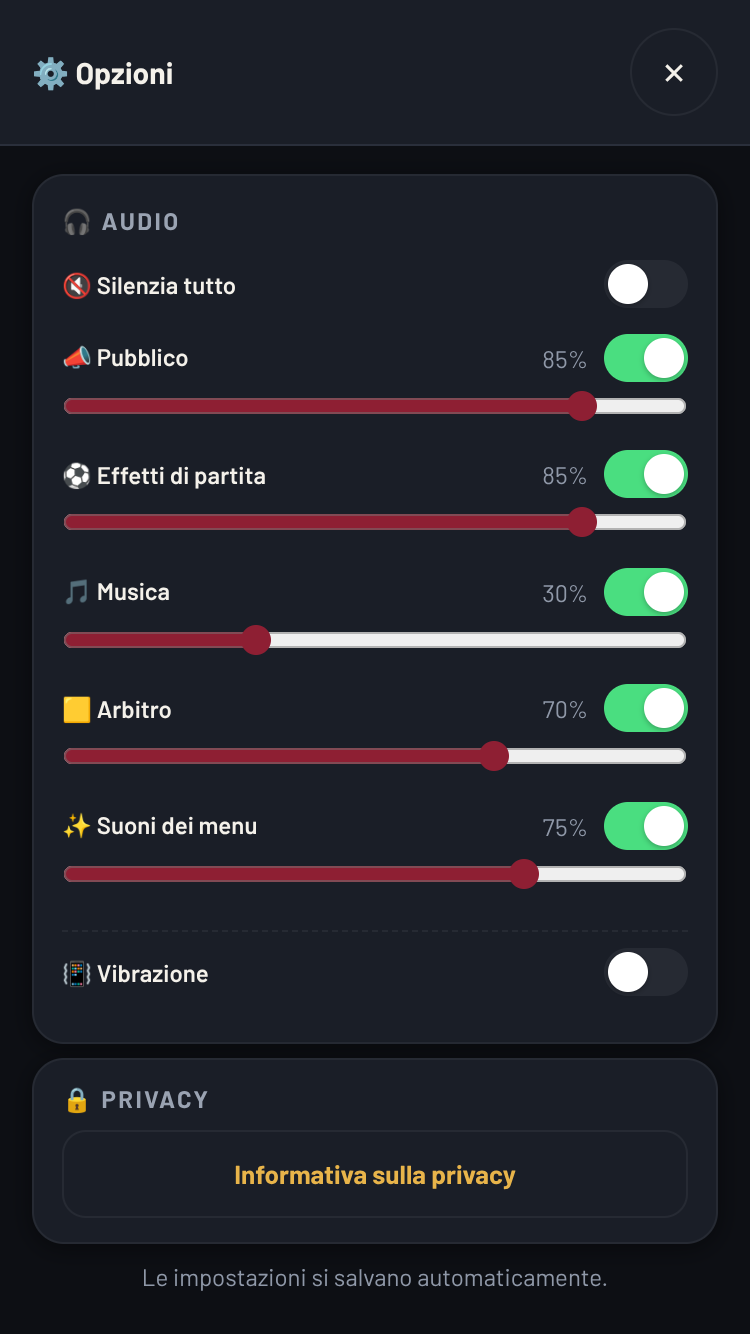 ⚙️ Opzioni
✕
🎧 AUDIO
🔇 Silenzia tutto
📣 Pubblico 85%
⚽ Effetti di partita 85%
🎵 Musica 30%
🟨 Arbitro 70%
✨ Suoni dei menu 75%
📳 Vibrazione
🔒 PRIVACY
Informativa sulla privacy
Le impostazioni si salvano automaticamente.